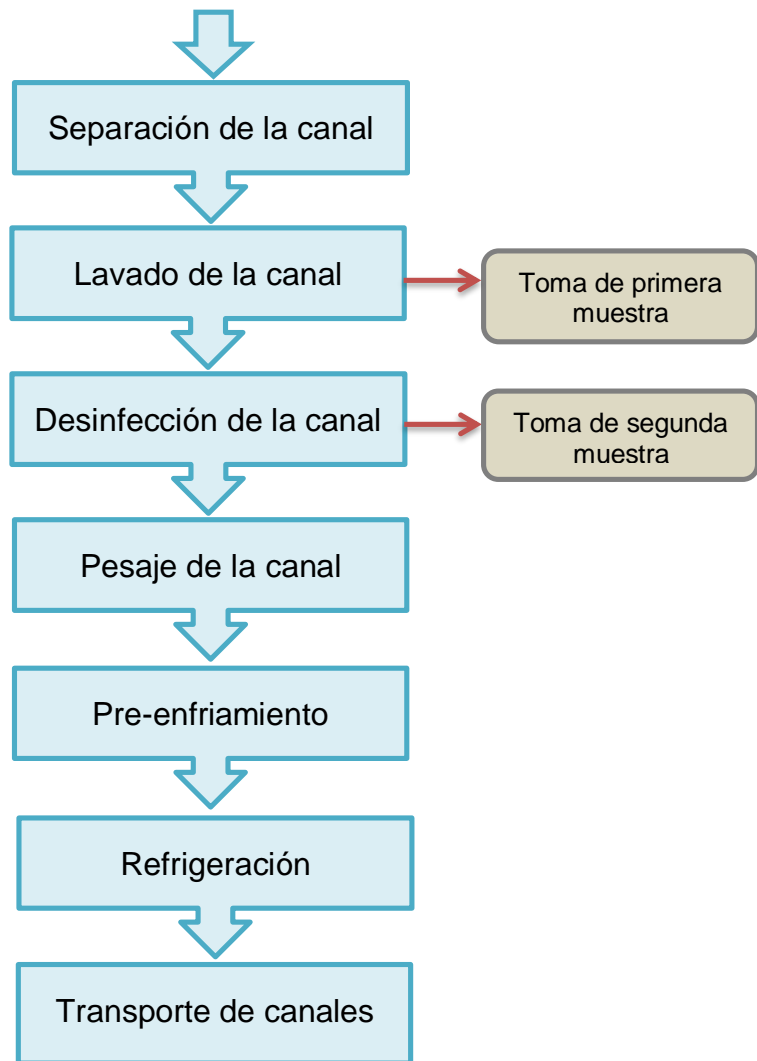 Separación de la canal
Lavado de la canal
Toma de primera
muestra
Desinfección de la canal
Toma de segunda
muestra
Pesaje de la canal
Pre-enfriamiento
Refrigeración
Transporte de canales